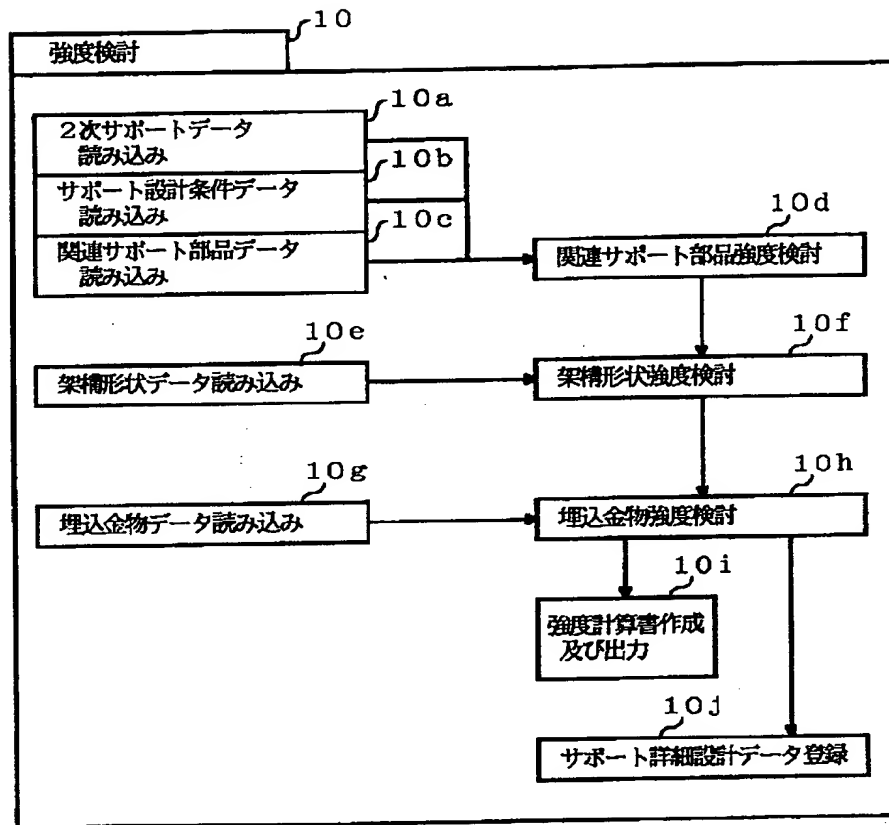 10
強度検討
10a
2次サポートデータ
読み込み
10b
サポート設計条件データ
読み込み
10c
関連サポート部品データ
読み込み
10d
関連サポート部品強度検討
10e
架構形状データ読み込み
10f
架構形状強度検討
10g
埋込金物データ読み込み
10h
埋込金物強度検討
10i
強度計算書作成
及び出力
10j
サポート詳細設計データ登録